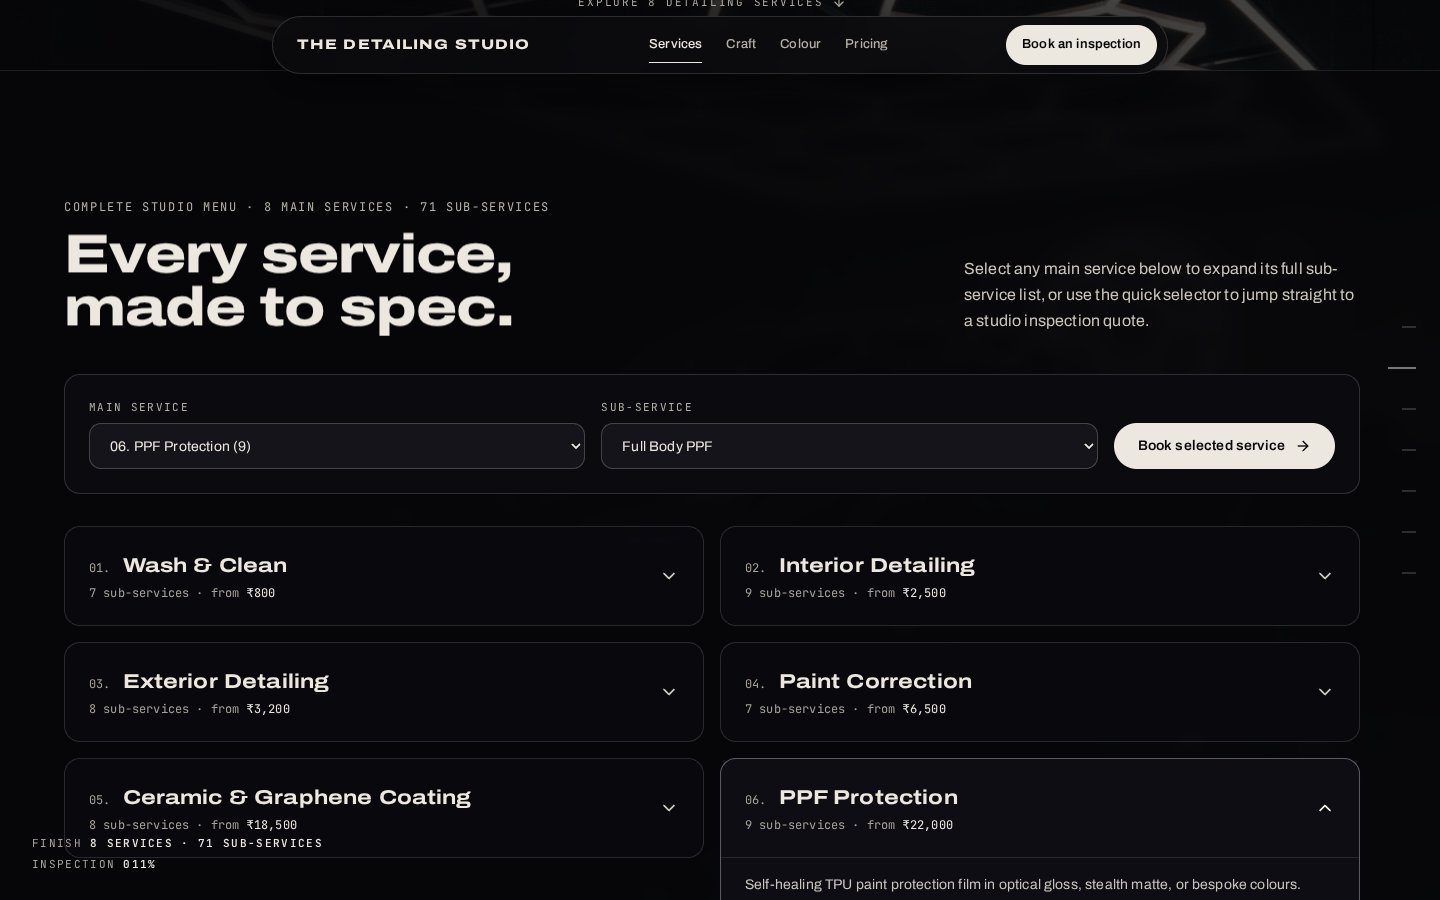 EXPLORE 8 DETAILING SERVICES ↓
THE DETAILING STUDIO
Services Craft Colour Pricing
Book an inspection
COMPLETE STUDIO MENU · 8 MAIN SERVICES · 71 SUB-SERVICES
Every service,
made to spec.
Select any main service below to expand its full sub-
service list, or use the quick selector to jump straight to
a studio inspection quote.
MAIN SERVICE
06. PPF Protection (9)
SUB-SERVICE
Full Body PPF
Book selected service →
01. Wash & Clean
7 sub-services · from ₹800
02. Interior Detailing
9 sub-services · from ₹2,500
03. Exterior Detailing
8 sub-services · from ₹3,200
04. Paint Correction
7 sub-services · from ₹6,500
05. Ceramic & Graphene Coating
8 sub-services · from ₹18,500
06. PPF Protection
9 sub-services · from ₹22,000
Self-healing TPU paint protection film in optical gloss, stealth matte, or bespoke colours.
FINISH 8 SERVICES · 71 SUB-SERVICES
INSPECTION 011%